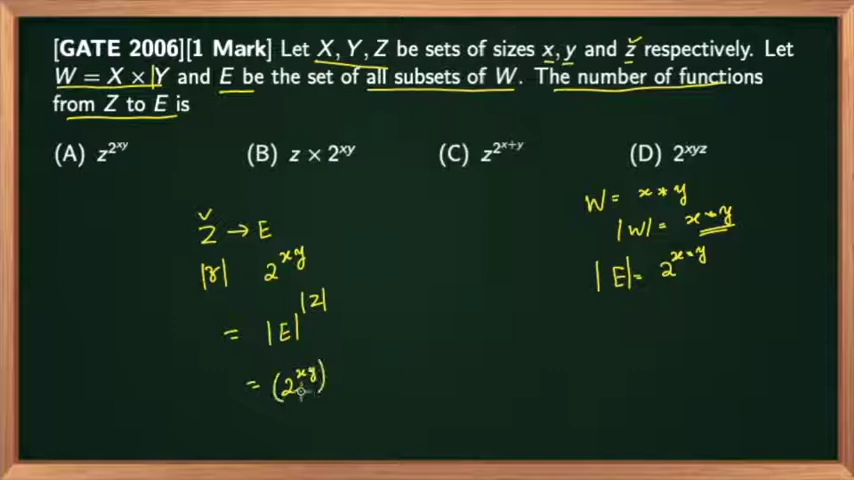 [GATE 2006][1 Mark] Let X, Y, Z be sets of sizes x, y and z respectively. Let
W = X × Y and E be the set of all subsets of W. The number of functions
from Z to E is
(A) z^{2^{xy}} (B) z × 2^{xy} (C) z^{2^{x+y}} (D) 2^{xyz}
W = x * y
|W| = x * y
|E| = 2^{x*y}
Z → E
|z| 2^{xy}
= |E|^{|z|}
= (2^{xy})